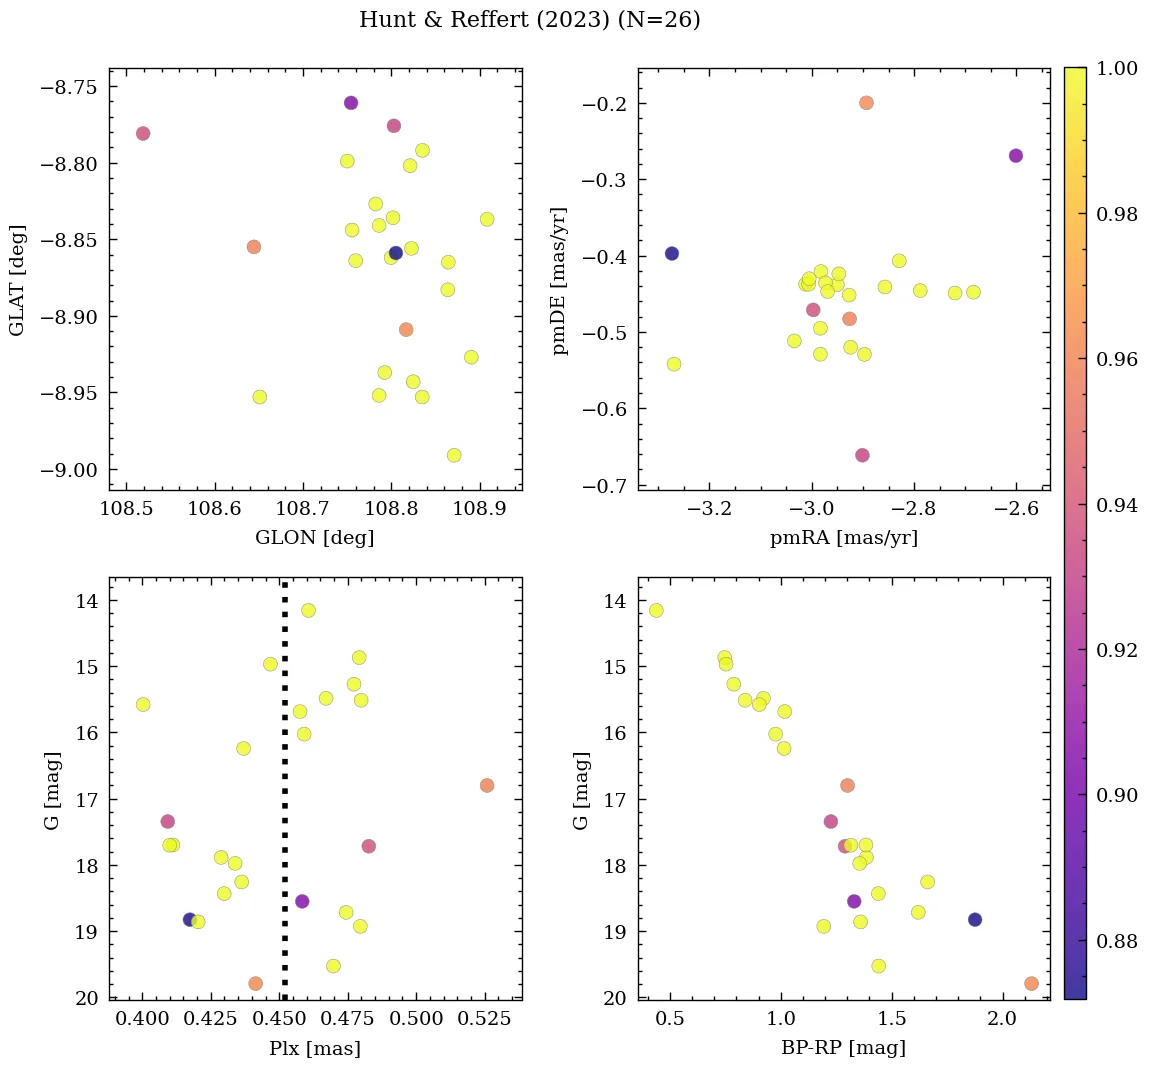 Hunt & Reffert (2023) (N=26)
−8.75
−8.80
−8.85
−8.90
−8.95
−9.00
GLAT [deg]
108.5 108.6 108.7 108.8 108.9
GLON [deg]
−0.2
−0.3
−0.4
−0.5
−0.6
−0.7
pmDE [mas/yr]
−3.2 −3.0 −2.8 −2.6
pmRA [mas/yr]
1.00
0.98
0.96
0.94
0.92
0.90
0.88
14
15
16
17
18
19
20
G [mag]
0.400 0.425 0.450 0.475 0.500 0.525
Plx [mas]
14
15
16
17
18
19
20
G [mag]
0.5 1.0 1.5 2.0
BP-RP [mag]